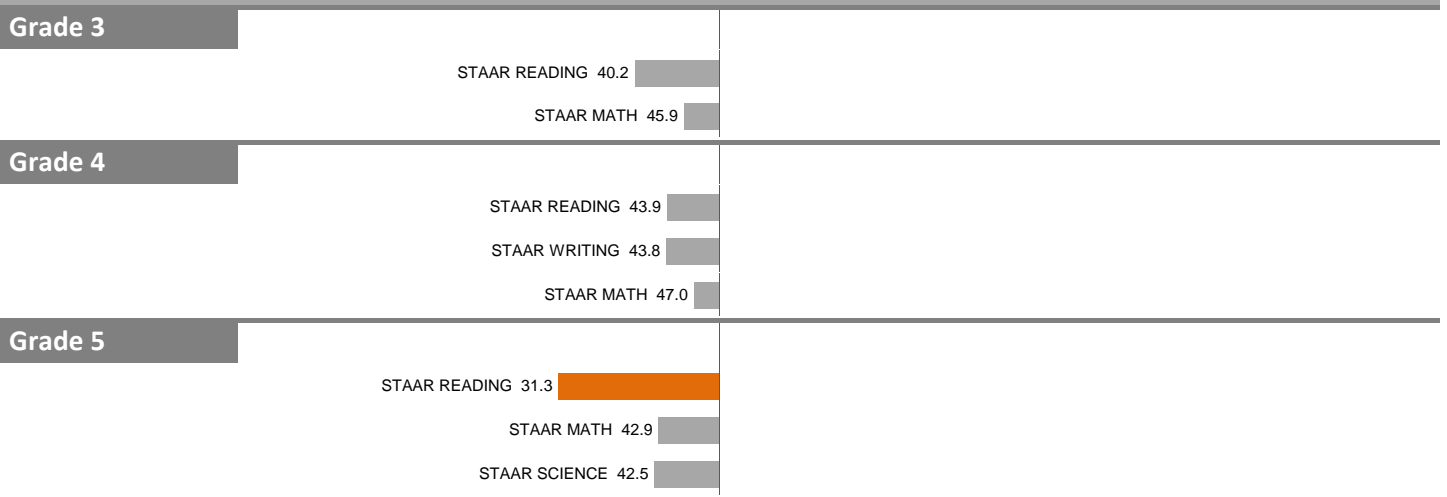 Grade 3
STAAR READING 40.2
STAAR MATH 45.9
Grade 4
STAAR READING 43.9
STAAR WRITING 43.8
STAAR MATH 47.0
Grade 5
STAAR READING 31.3
STAAR MATH 42.9
STAAR SCIENCE 42.5